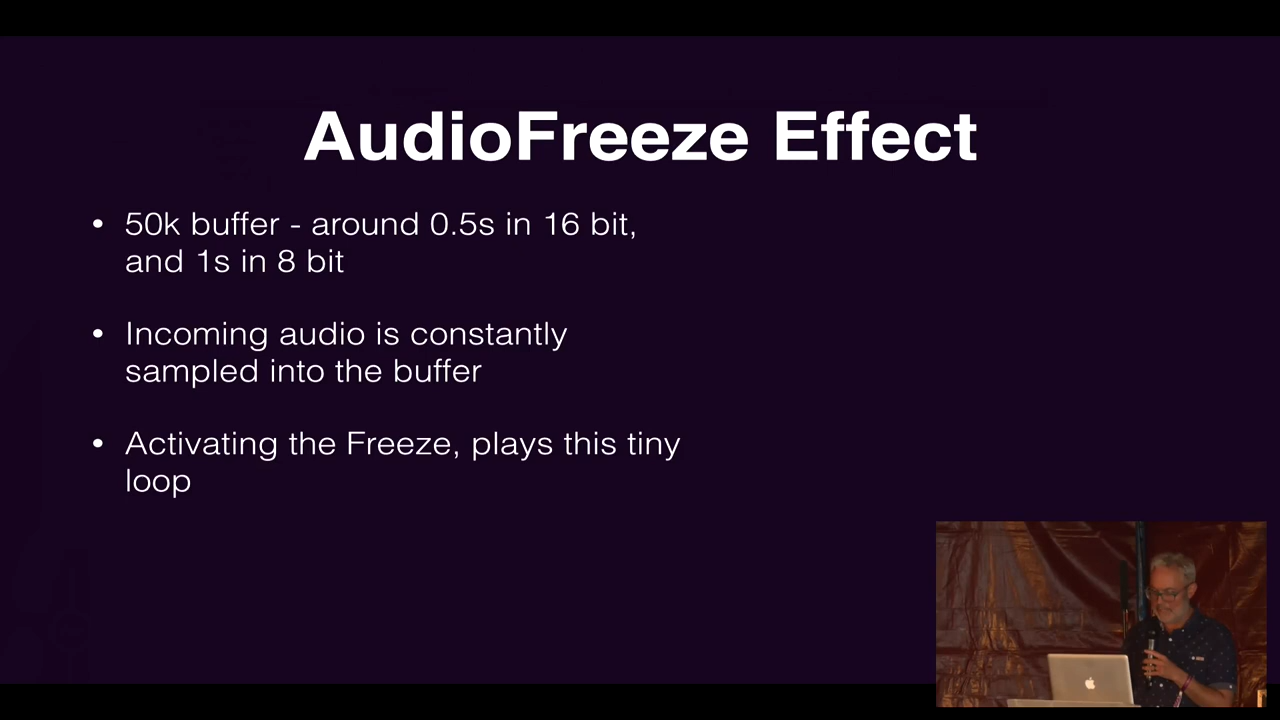 AudioFreeze Effect
• 50k buffer - around 0.5s in 16 bit,
and 1s in 8 bit
• Incoming audio is constantly
sampled into the buffer
• Activating the Freeze, plays this tiny
loop